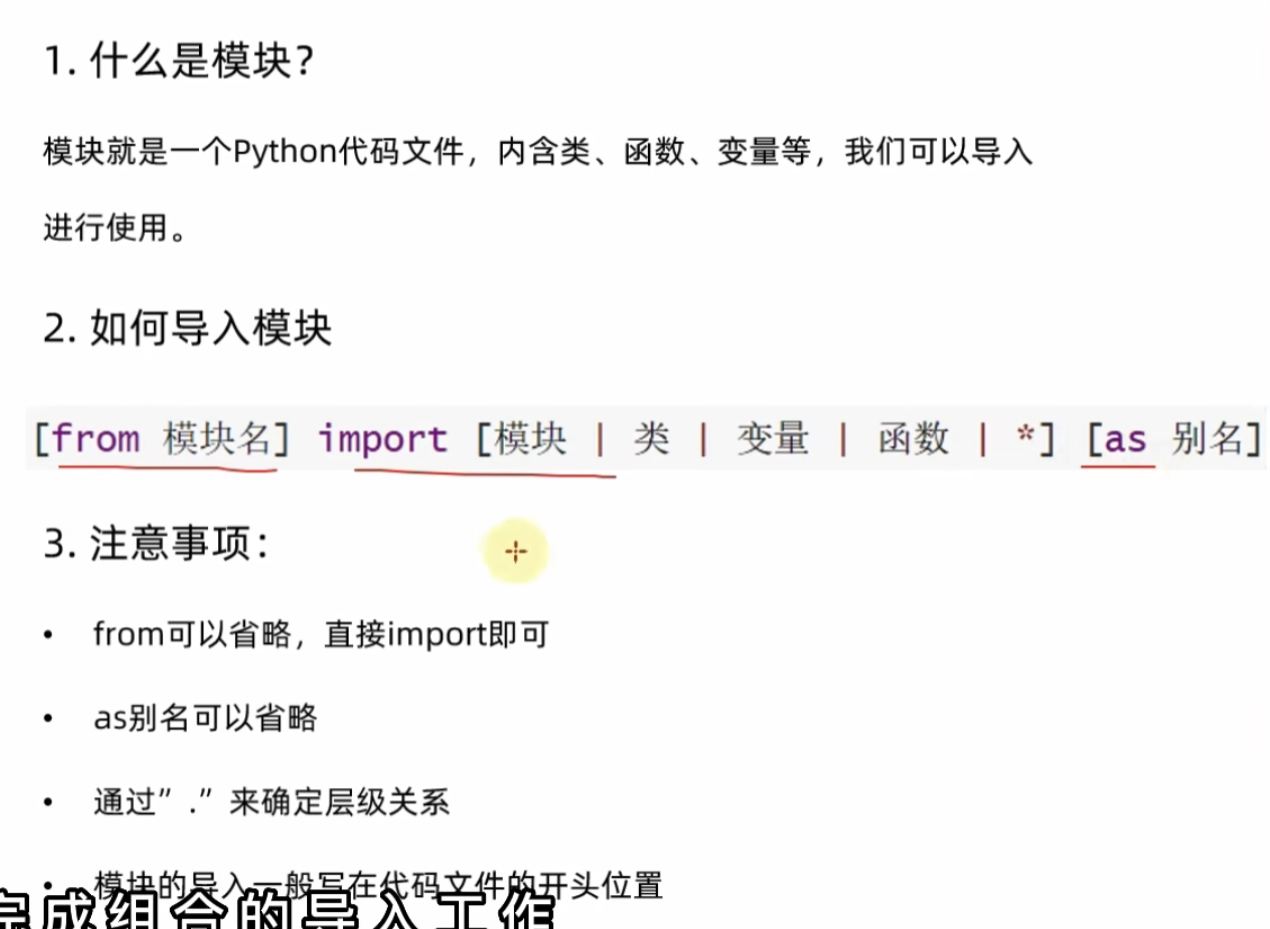 1. 什么是模块？
模块就是一个Python代码文件，内含类、函数、变量等，我们可以导入
进行使用。
2. 如何导入模块
[from 模块名] import [模块 | 类 | 变量 | 函数 | *] [as 别名]
3. 注意事项：
• from可以省略，直接import即可
• as别名可以省略
• 通过”.”来确定层级关系
• 模块的导入一般写在代码文件的开头位置
完成组合的导入工作